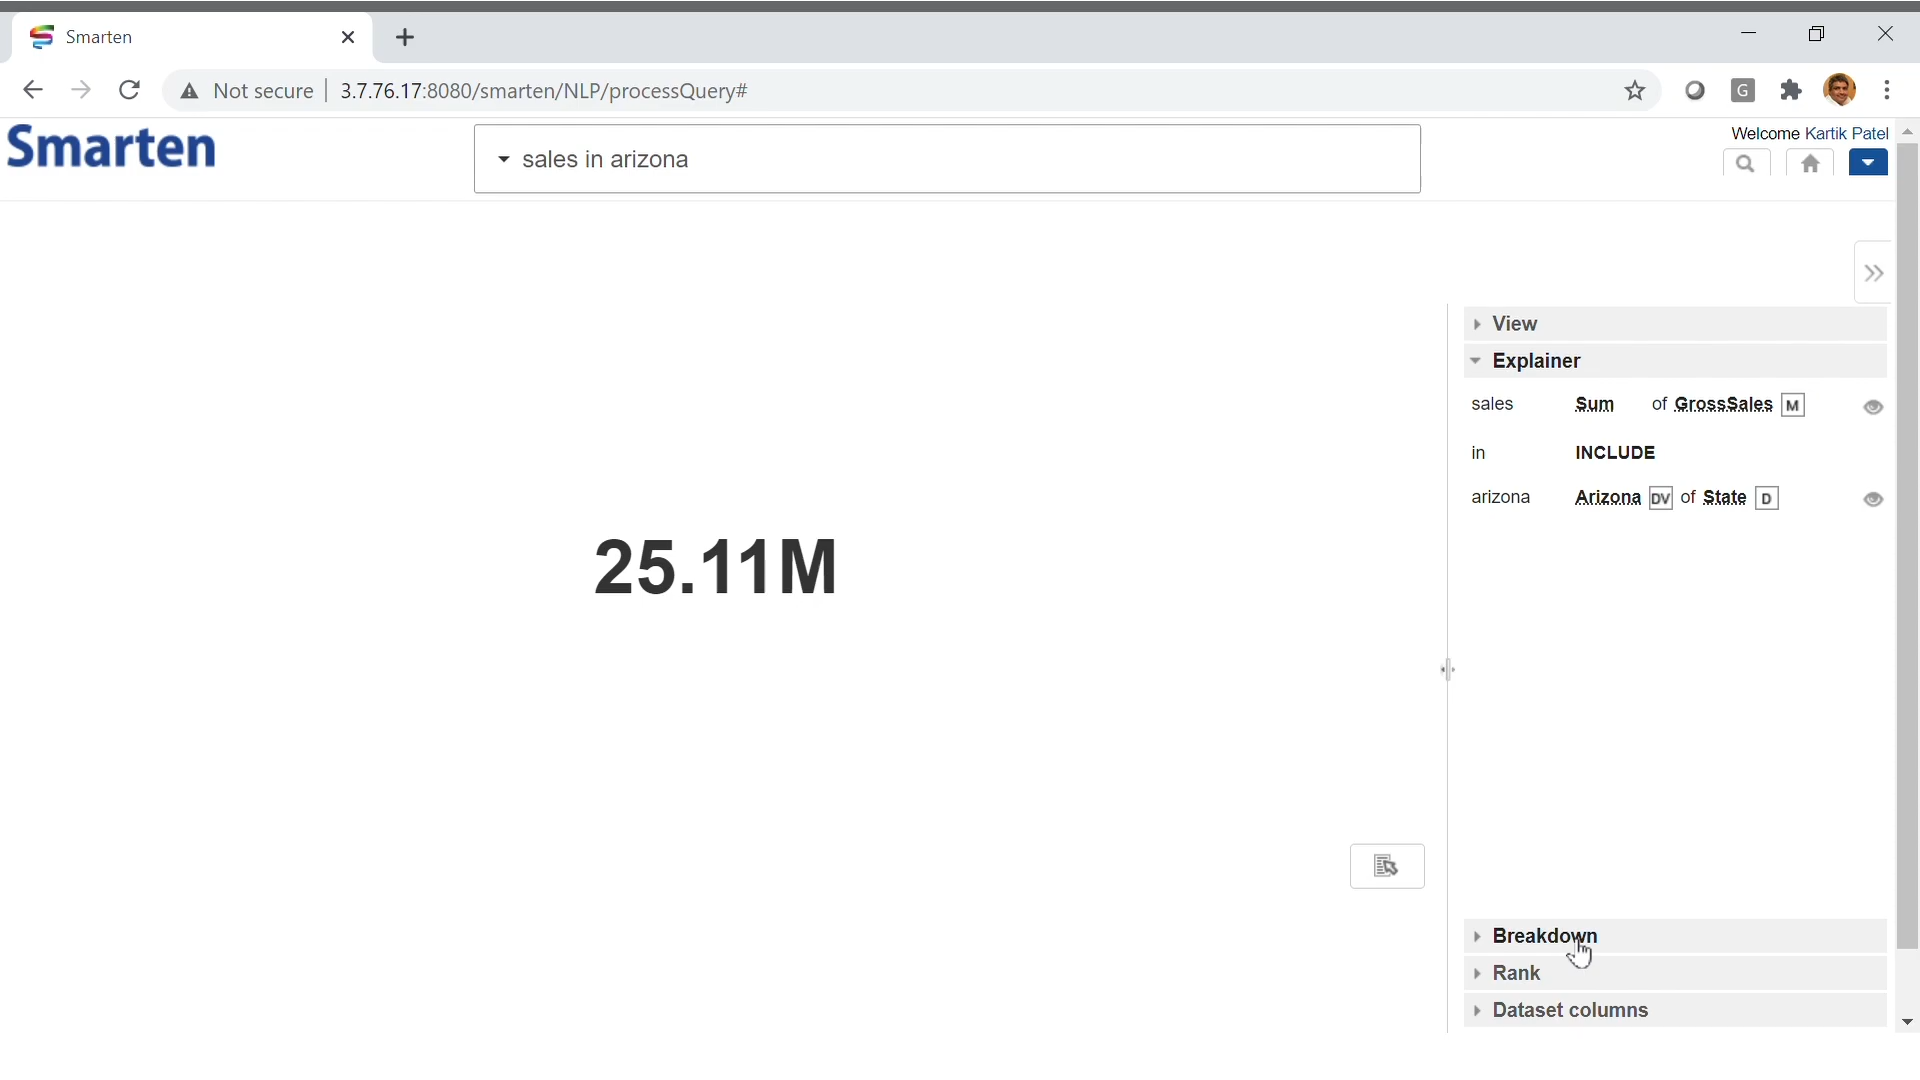 Smarten
Not secure 3.7.76.17:8080/smarten/NLP/processQuery#
G
Smarten
sales in arizona
Welcome Kartik Patel
View
Explainer
sales Sum of GrossSales M
in INCLUDE
arizona Arizona DV of State D
25.11M
Breakdown
Rank
Dataset columns